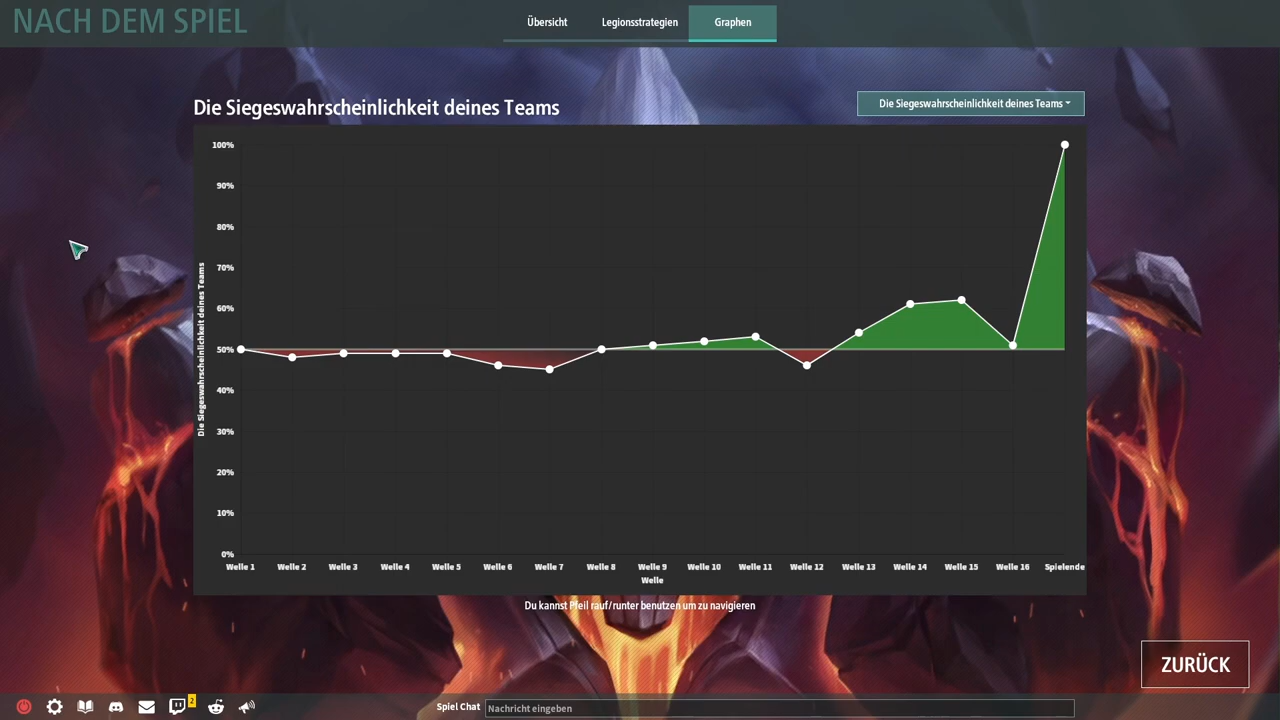 NACH DEM SPIEL
Übersicht
Legionsstrategien
Graphen
Die Siegeswahrscheinlichkeit deines Teams
Die Siegeswahrscheinlichkeit deines Teams
Die Siegeswahrscheinlichkeit deines Teams
100%
90%
80%
70%
60%
50%
40%
30%
20%
10%
0%
Welle 1 Welle 2 Welle 3 Welle 4 Welle 5 Welle 6 Welle 7 Welle 8 Welle 9 Welle 10 Welle 11 Welle 12 Welle 13 Welle 14 Welle 15 Welle 16 Spielende
Welle
Du kannst Pfeil rauf/runter benutzen um zu navigieren
ZURÜCK
2
Spiel Chat
Nachricht eingeben